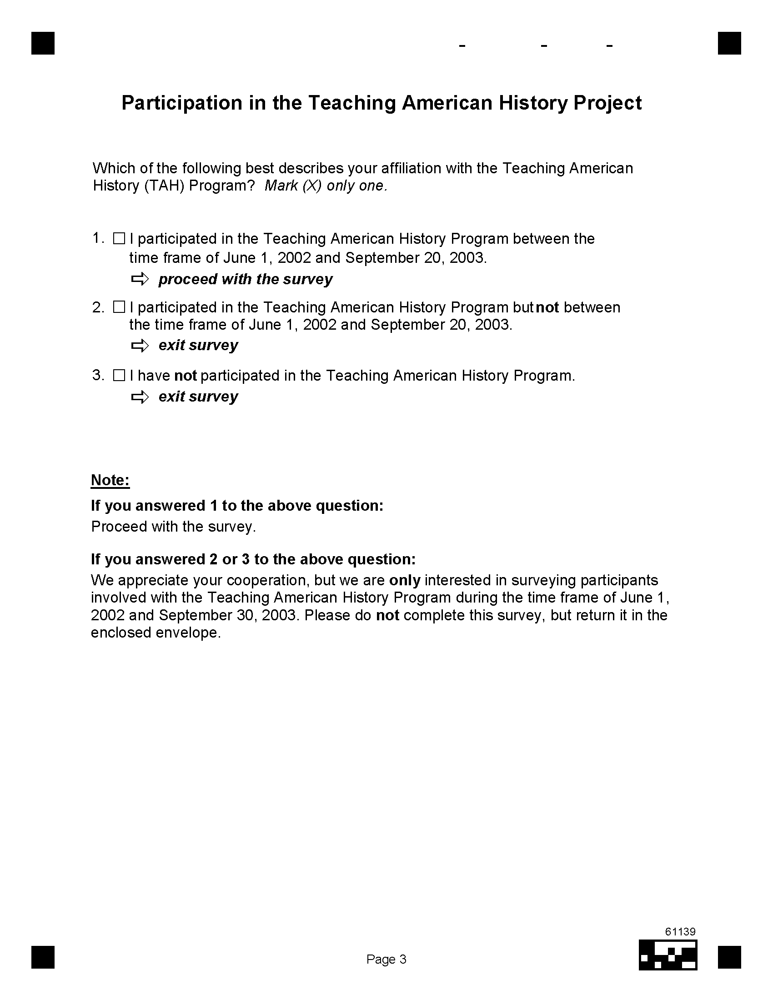 - - -
Participation in the Teaching American History Project
Which of the following best describes your affiliation with the Teaching American
History (TAH) Program? Mark (X) only one.
1. ☐ I participated in the Teaching American History Program between the
time frame of June 1, 2002 and September 20, 2003.
⇨ proceed with the survey
2. ☐ I participated in the Teaching American History Program but not between
the time frame of June 1, 2002 and September 20, 2003.
⇨ exit survey
3. ☐ I have not participated in the Teaching American History Program.
⇨ exit survey
Note:
If you answered 1 to the above question:
Proceed with the survey.
If you answered 2 or 3 to the above question:
We appreciate your cooperation, but we are only interested in surveying participants
involved with the Teaching American History Program during the time frame of June 1,
2002 and September 30, 2003. Please do not complete this survey, but return it in the
enclosed envelope.
61139
Page 3